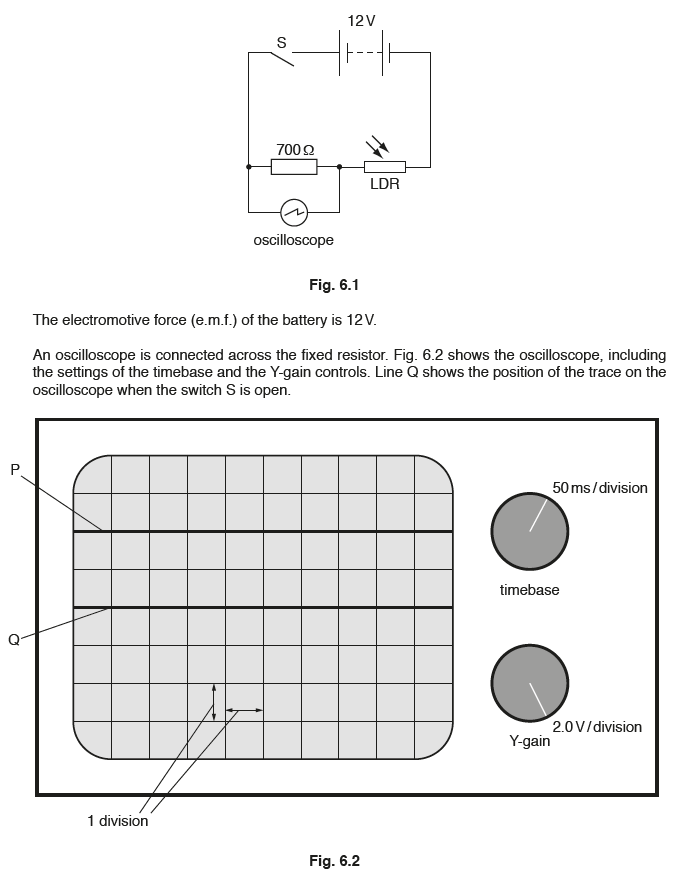 12 V
S
700 Ω
LDR
oscilloscope
Fig. 6.1
The electromotive force (e.m.f.) of the battery is 12 V.
An oscilloscope is connected across the fixed resistor. Fig. 6.2 shows the oscilloscope, including
the settings of the timebase and the Y-gain controls. Line Q shows the position of the trace on the
oscilloscope when the switch S is open.
P
50 ms / division
timebase
Q
2.0 V / division
Y-gain
1 division
Fig. 6.2